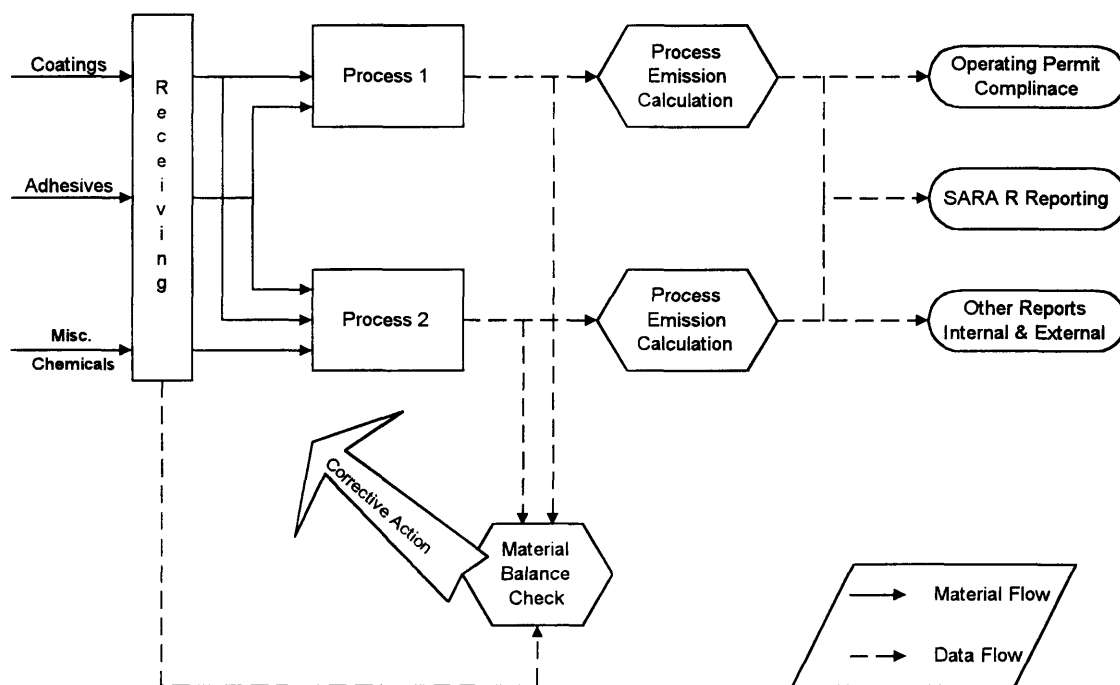 Coatings
Adhesives
Misc.
Chemicals
R
e
c
e
i
v
i
n
g
Process 1
Process 2
Process
Emission
Calculation
Process
Emission
Calculation
Operating Permit
Complinace
SARA R Reporting
Other Reports
Internal & External
Corrective Action
Material
Balance
Check
Material Flow
Data Flow